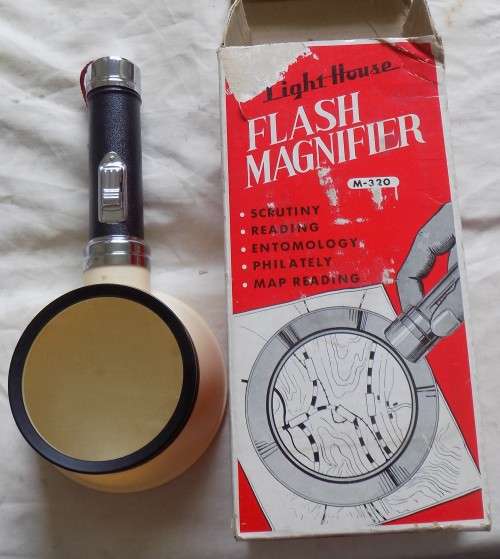 Light House
FLASH
MAGNIFIER
M-320
• SCRUTINY
• READING
• ENTOMOLOGY
• PHILATELY
• MAP READING